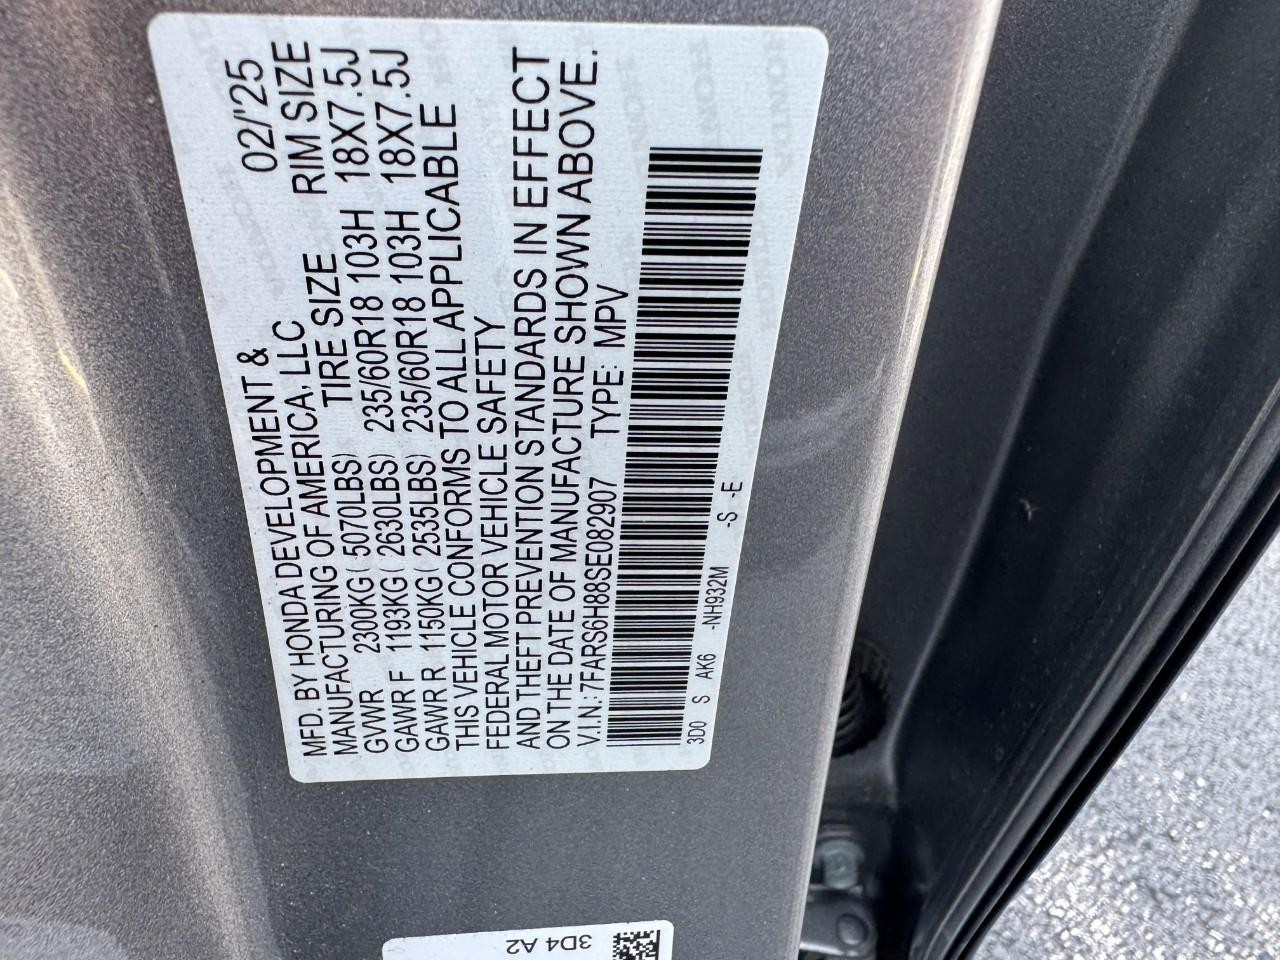 02/'25
MFD. BY HONDA DEVELOPMENT &
MANUFACTURING OF AMERICA, LLC
TIRE SIZE RIM SIZE
GVWR 2300KG ( 5070LBS)
GAWR F 1193KG ( 2630LBS) 235/60R18 103H 18X7.5J
GAWR R 1150KG ( 2535LBS) 235/60R18 103H 18X7.5J
THIS VEHICLE CONFORMS TO ALL APPLICABLE
FEDERAL MOTOR VEHICLE SAFETY
AND THEFT PREVENTION STANDARDS IN EFFECT
ON THE DATE OF MANUFACTURE SHOWN ABOVE.
V.I.N.: 7FARS6H88SE082907 TYPE: MPV
3D0 S AK6 -NH932M -S -E
3D4 A2